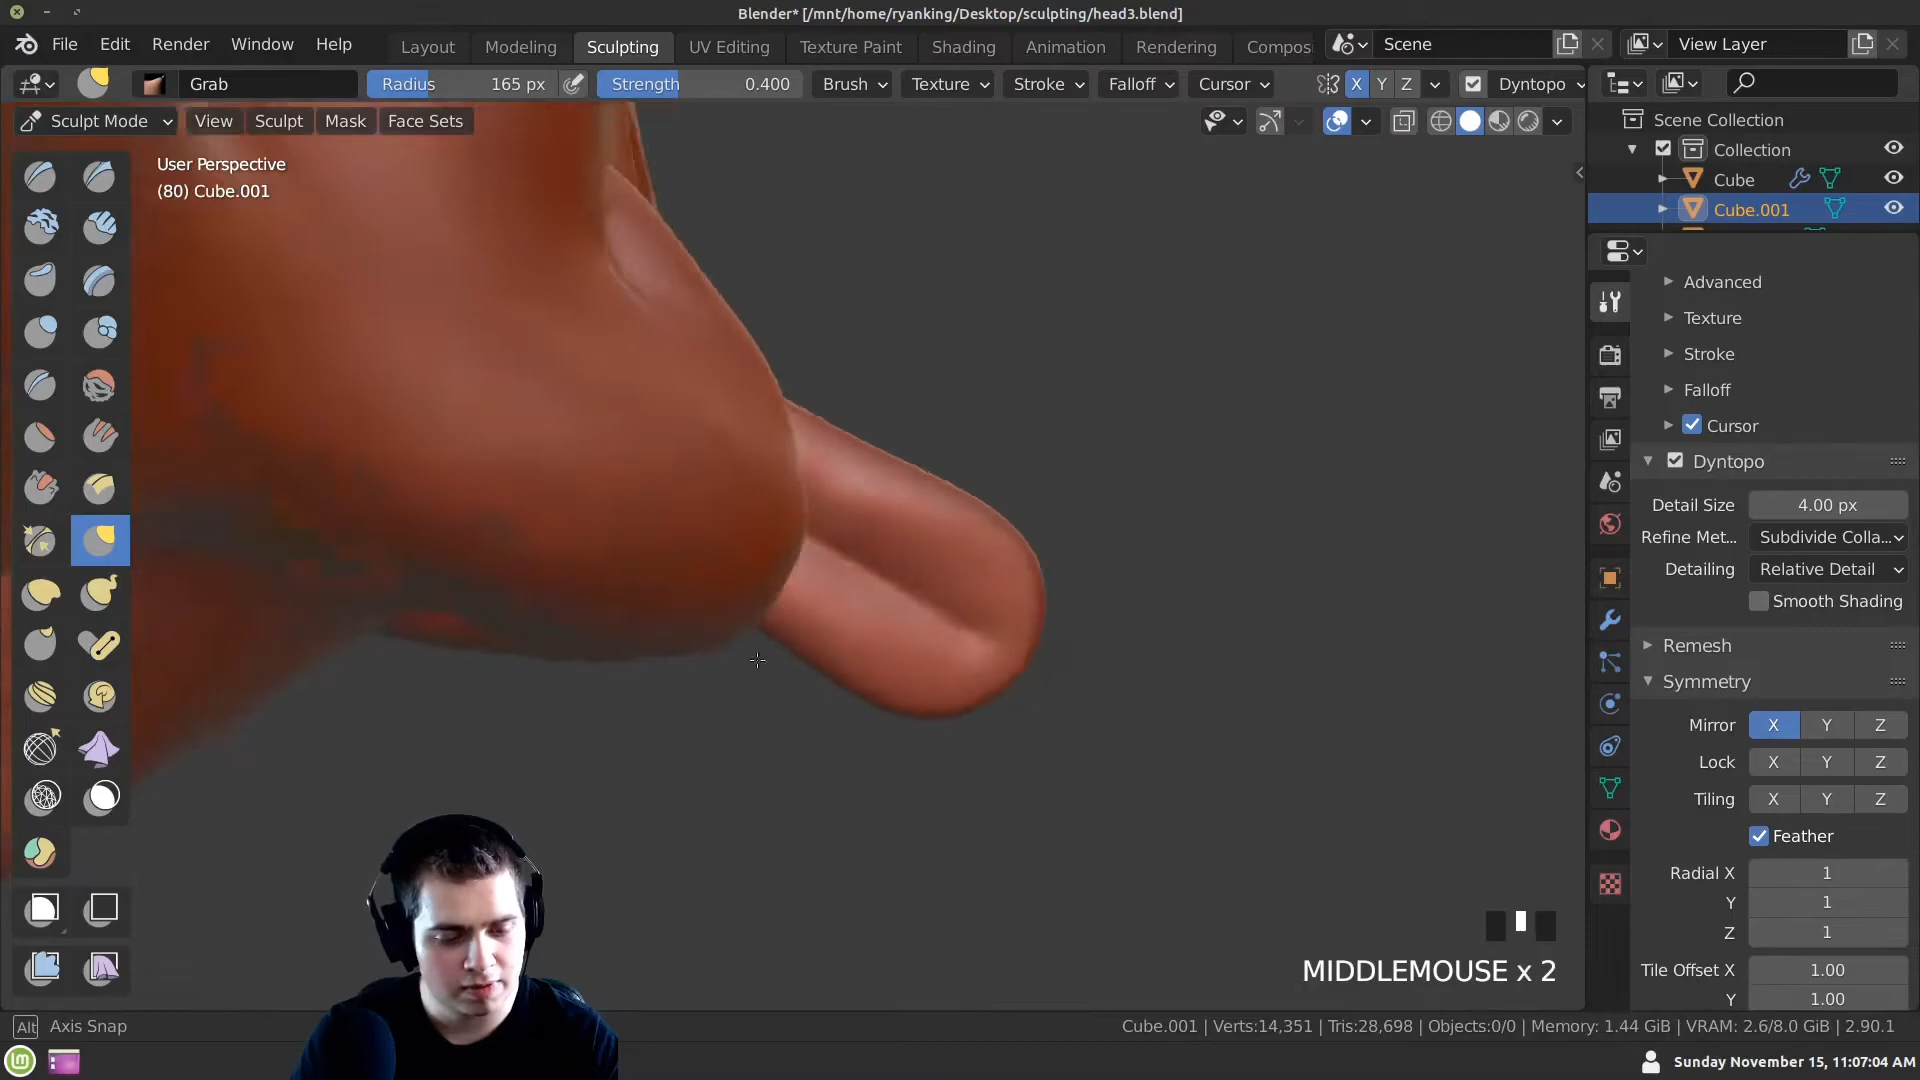 Blender* [/mnt/home/ryanking/Desktop/sculpting/head3.blend]
File Edit Render Window Help Layout Modeling Sculpting UV Editing Texture Paint Shading Animation Rendering Compos Scene View Layer
Grab Radius 165 px Strength 0.400 Brush Texture Stroke Falloff Cursor X Y Z Dyntopo
Sculpt Mode View Sculpt Mask Face Sets
User Perspective
(80) Cube.001
Scene Collection
Collection
Cube
Cube.001
Advanced
Texture
Stroke
Falloff
Cursor
Dyntopo
Detail Size 4.00 px
Refine Met... Subdivide Colla...
Detailing Relative Detail
Smooth Shading
Remesh
Symmetry
Mirror X Y Z
Lock X Y Z
Tiling X Y Z
Feather
Radial X 1
Y 1
Z 1
Tile Offset X 1.00
Y 1.00
MIDDLEMOUSE x 2
Alt Axis Snap
Cube.001 | Verts:14,351 | Tris:28,698 | Objects:0/0 | Memory: 1.44 GiB | VRAM: 2.6/8.0 GiB | 2.90.1
Sunday November 15, 11:07:04 AM